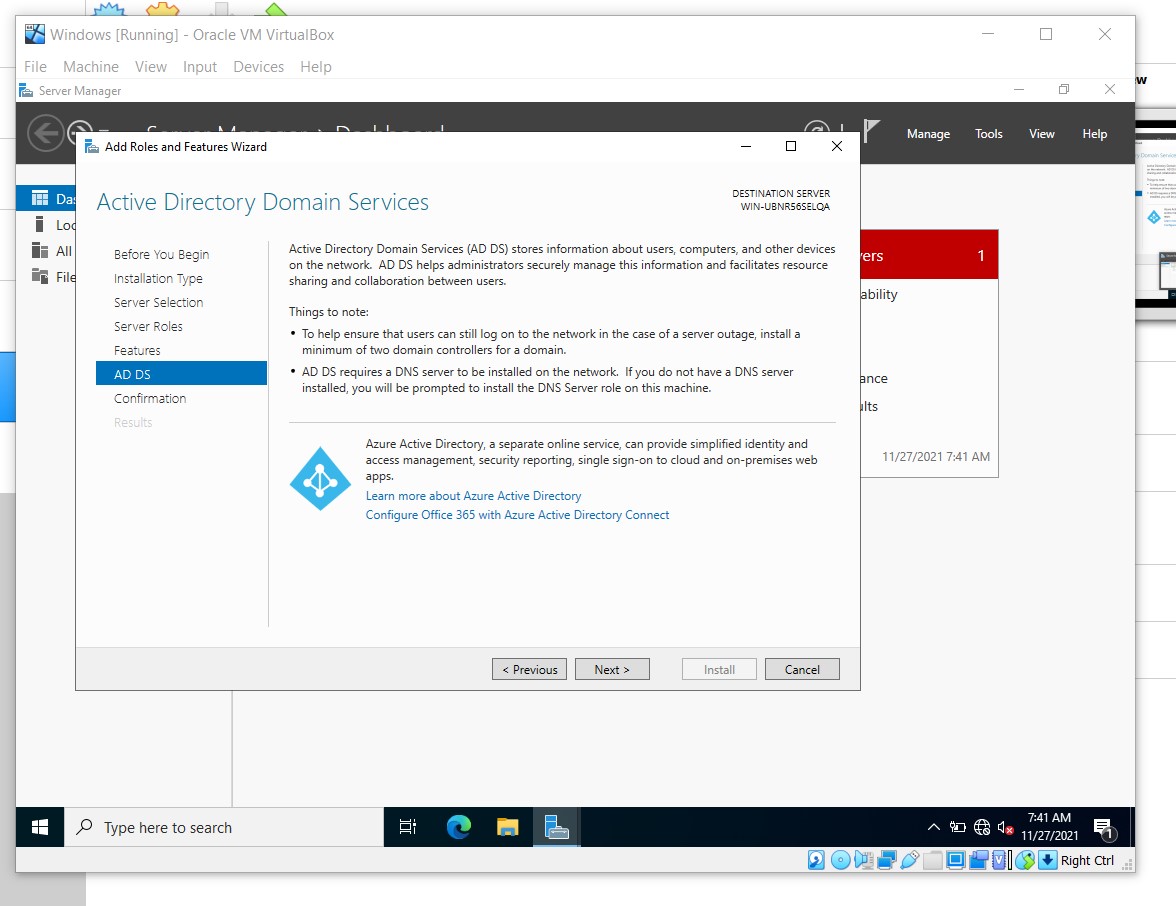 Windows [Running] - Oracle VM VirtualBox
File Machine View Input Devices Help
Server Manager
Manage Tools View Help
Add Roles and Features Wizard
Active Directory Domain Services
DESTINATION SERVER
WIN-UBNR56SELQA
Before You Begin
Installation Type
Server Selection
Server Roles
Features
AD DS
Confirmation
Results
Active Directory Domain Services (AD DS) stores information about users, computers, and other devices
on the network. AD DS helps administrators securely manage this information and facilitates resource
sharing and collaboration between users.
Things to note:
• To help ensure that users can still log on to the network in the case of a server outage, install a
minimum of two domain controllers for a domain.
• AD DS requires a DNS server to be installed on the network. If you do not have a DNS server
installed, you will be prompted to install the DNS Server role on this machine.
Azure Active Directory, a separate online service, can provide simplified identity and
access management, security reporting, single sign-on to cloud and on-premises web
apps.
Learn more about Azure Active Directory
Configure Office 365 with Azure Active Directory Connect
< Previous Next > Install Cancel
Das
Loc
All
File
vers 1
ability
ance
ults
11/27/2021 7:41 AM
Type here to search
7:41 AM
11/27/2021
1
Right Ctrl